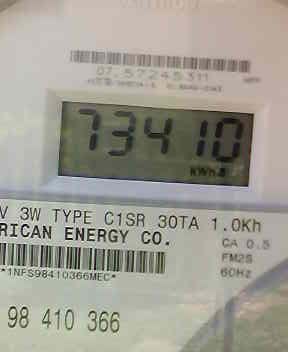 07.57245311
73410
kWh
V 3W TYPE C1SR 30TA 1.0Kh
RICAN ENERGY CO.
CA 0.5
FM2S
60Hz
*1NFS98410366MEC*
98 410 366